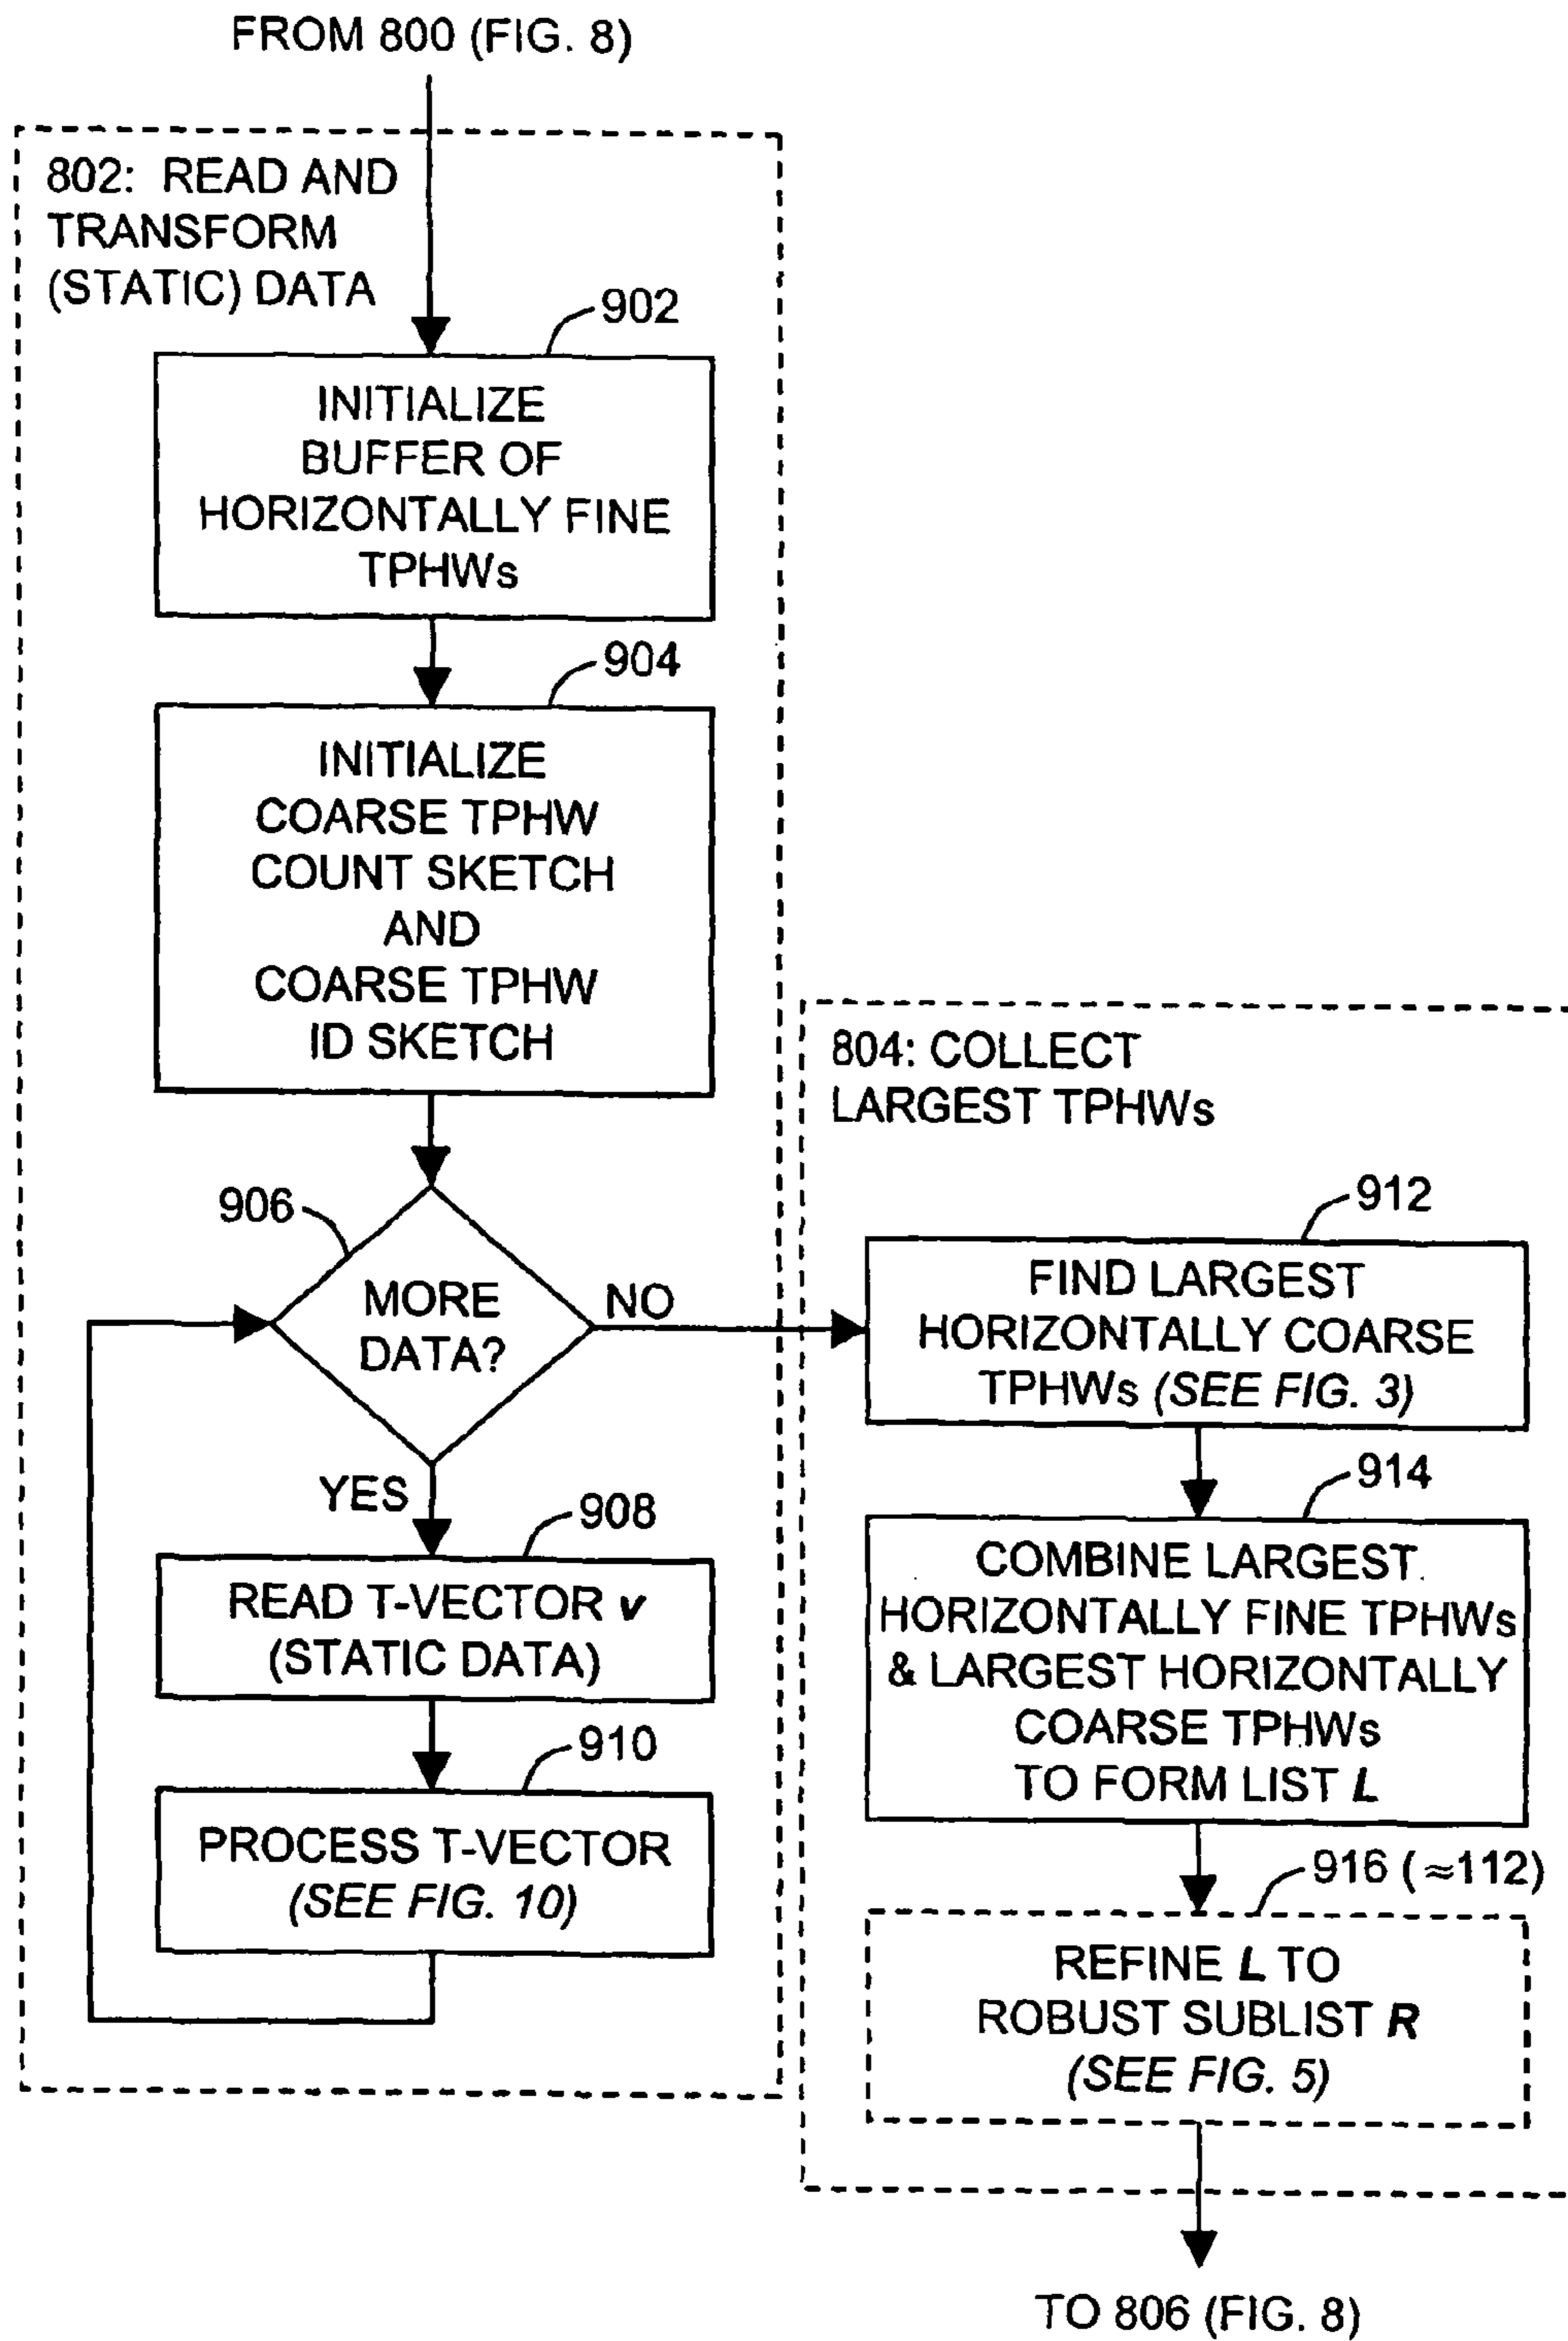 FROM 800 (FIG. 8)
802: READ AND
TRANSFORM
(STATIC) DATA
902
INITIALIZE
BUFFER OF
HORIZONTALLY FINE
TPHWs
904
INITIALIZE
COARSE TPHW
COUNT SKETCH
AND
COARSE TPHW
ID SKETCH
906
MORE
DATA?
NO
YES
908
READ T-VECTOR v
(STATIC DATA)
910
PROCESS T-VECTOR
(SEE FIG. 10)
804: COLLECT
LARGEST TPHWs
912
FIND LARGEST
HORIZONTALLY COARSE
TPHWs (SEE FIG. 3)
914
COMBINE LARGEST
HORIZONTALLY FINE TPHWs
& LARGEST HORIZONTALLY
COARSE TPHWs
TO FORM LIST L
916 (≈112)
REFINE L TO
ROBUST SUBLIST R
(SEE FIG. 5)
TO 806 (FIG. 8)